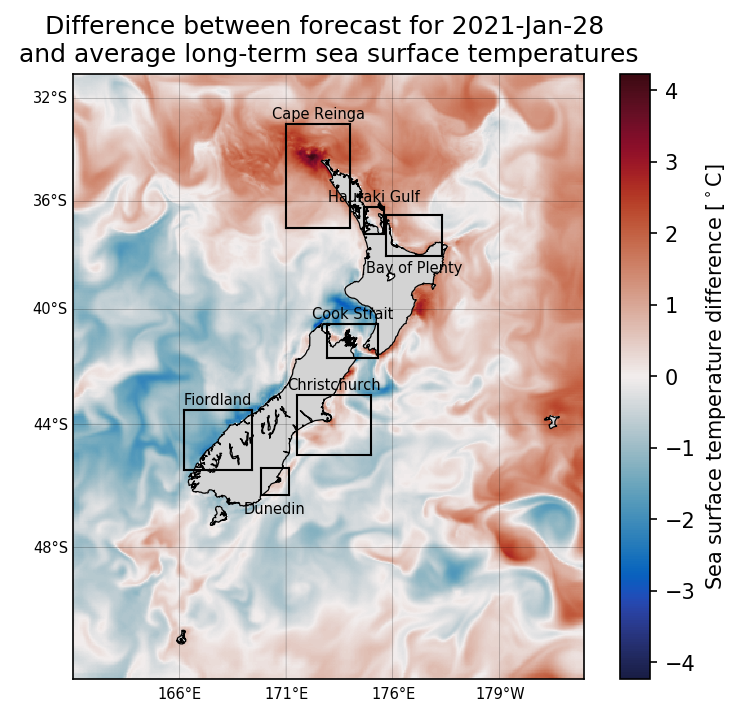 Difference between forecast for 2021-Jan-28
and average long-term sea surface temperatures
32°S
36°S
40°S
44°S
48°S
166°E
171°E
176°E
179°W
Cape Reinga
Hauraki Gulf
Bay of Plenty
Cook Strait
Christchurch
Fiordland
Dunedin
4
3
2
1
0
−1
−2
−3
−4
Sea surface temperature difference [°C]